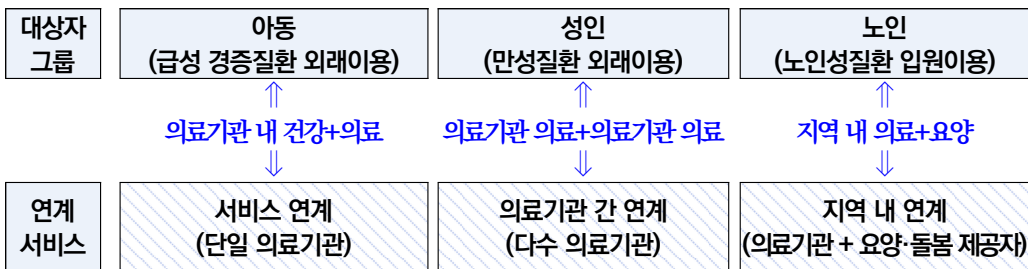 대상자
그룹
아동
(급성 경증질환 외래이용)
성인
(만성질환 외래이용)
노인
(노인성질환 입원이용)
⇑ ⇑ ⇑
의료기관 내 건강+의료
의료기관 의료+의료기관 의료
지역 내 의료+요양
⇓ ⇓ ⇓
연계
서비스
서비스 연계
(단일 의료기관)
의료기관 간 연계
(다수 의료기관)
지역 내 연계
(의료기관 + 요양·돌봄 제공자)